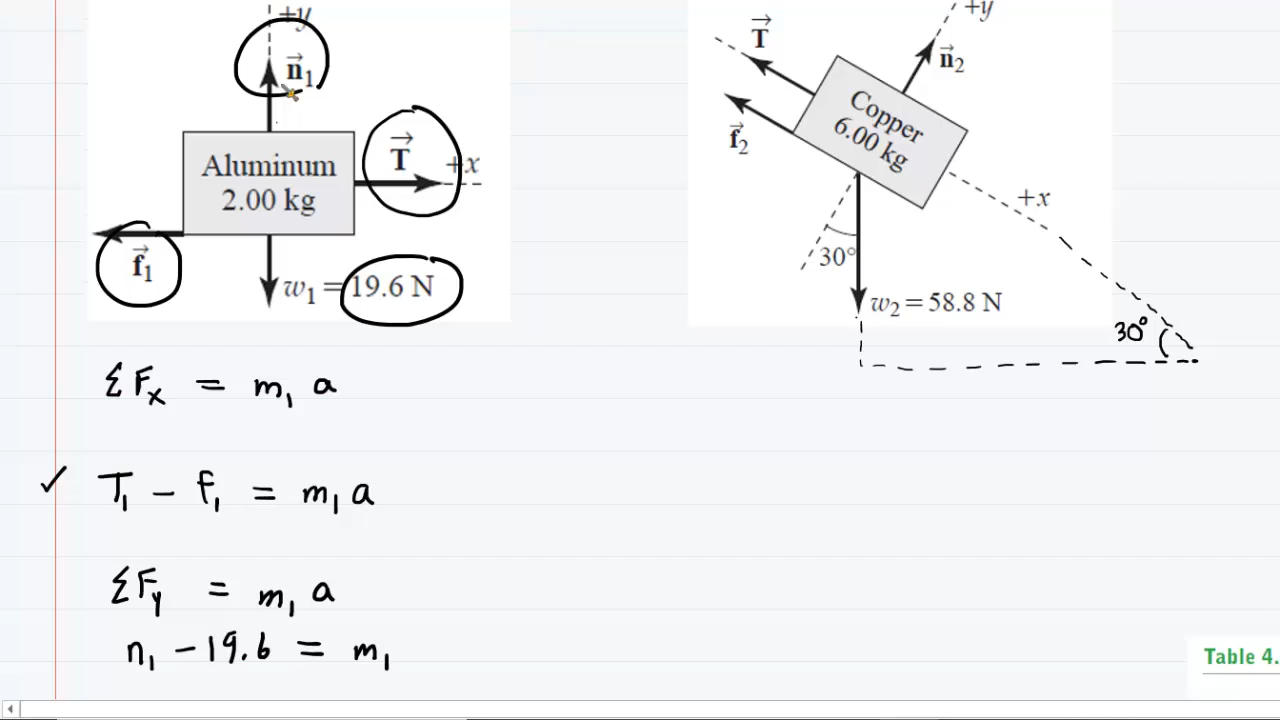 +y
n⃗₁
Aluminum
2.00 kg
T⃗
+x
f⃗₁
w₁ = 19.6 N
+y
T⃗
n⃗₂
Copper
6.00 kg
f⃗₂
+x
30°
w₂ = 58.8 N
30°
ΣFₓ = m₁ a
✓ T₁ − f₁ = m₁ a
ΣFᵧ = m₁ a
n₁ − 19.6 = m₁
Table 4.